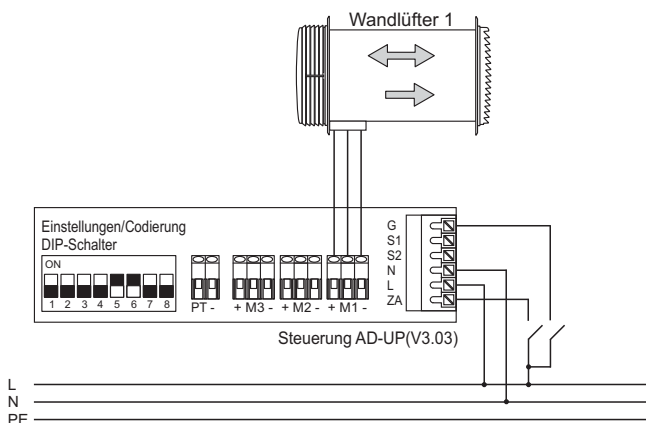 Wandlüfter 1
Einstellungen/Codierung
DIP-Schalter
ON
1 2 3 4 5 6 7 8
PT - + M3 - + M2 - + M1 -
G
S1
S2
N
L
ZA
Steuerung AD-UP(V3.03)
L
N
PE